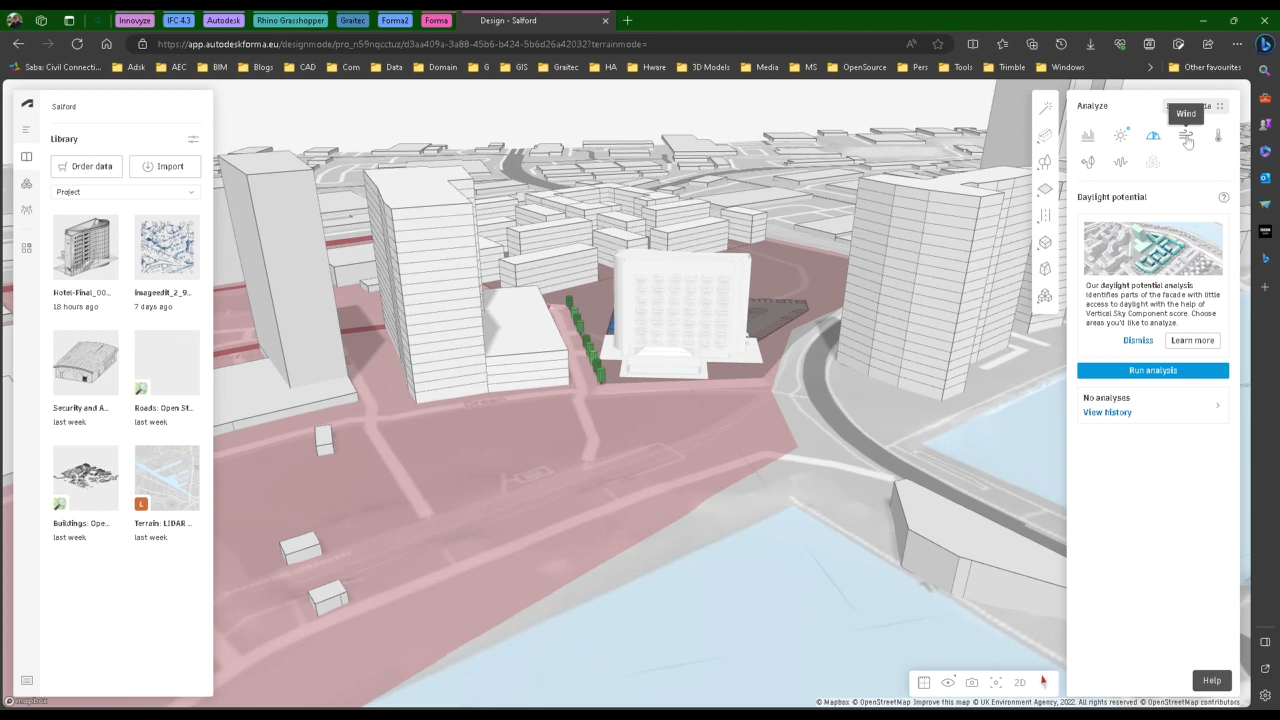 Innovyze
IFC 4.3
Autodesk
Rhino Grasshopper
Graitec
Forma2
Forma
Design - Salford
https://app.autodeskforma.eu/designmode/pro_n59nqcctuz/d3aa409a-3a88-45b6-b424-5b6d26a42032?terrainmode=
Saba: Civil Connecti...
Adsk
AEC
BIM
Blogs
CAD
Com
Data
Domain
G
GIS
Graitec
HA
Hware
3D Models
Media
MS
OpenSource
Pers
Tools
Trimble
Windows
Other favourites
Salford
Library
Order data
Import
Project
Hotel-Final_00...
18 hours ago
imageedit_2_9...
7 days ago
Security and A...
last week
Roads: Open St...
last week
Buildings: Ope...
last week
Terrain: LIDAR ...
last week
Analyze
Wind
Daylight potential
Our daylight potential analysis
identifies parts of the facade with little
access to daylight with the help of
Vertical Sky Component score. Choose
areas you'd like to analyze.
Dismiss
Learn more
Run analysis
No analyses
View history
Help
2D
mapbox
© Mapbox: © OpenStreetMap Improve this map © UK Environment Agency, 2022. All rights reserved © OpenStreetMap contributors